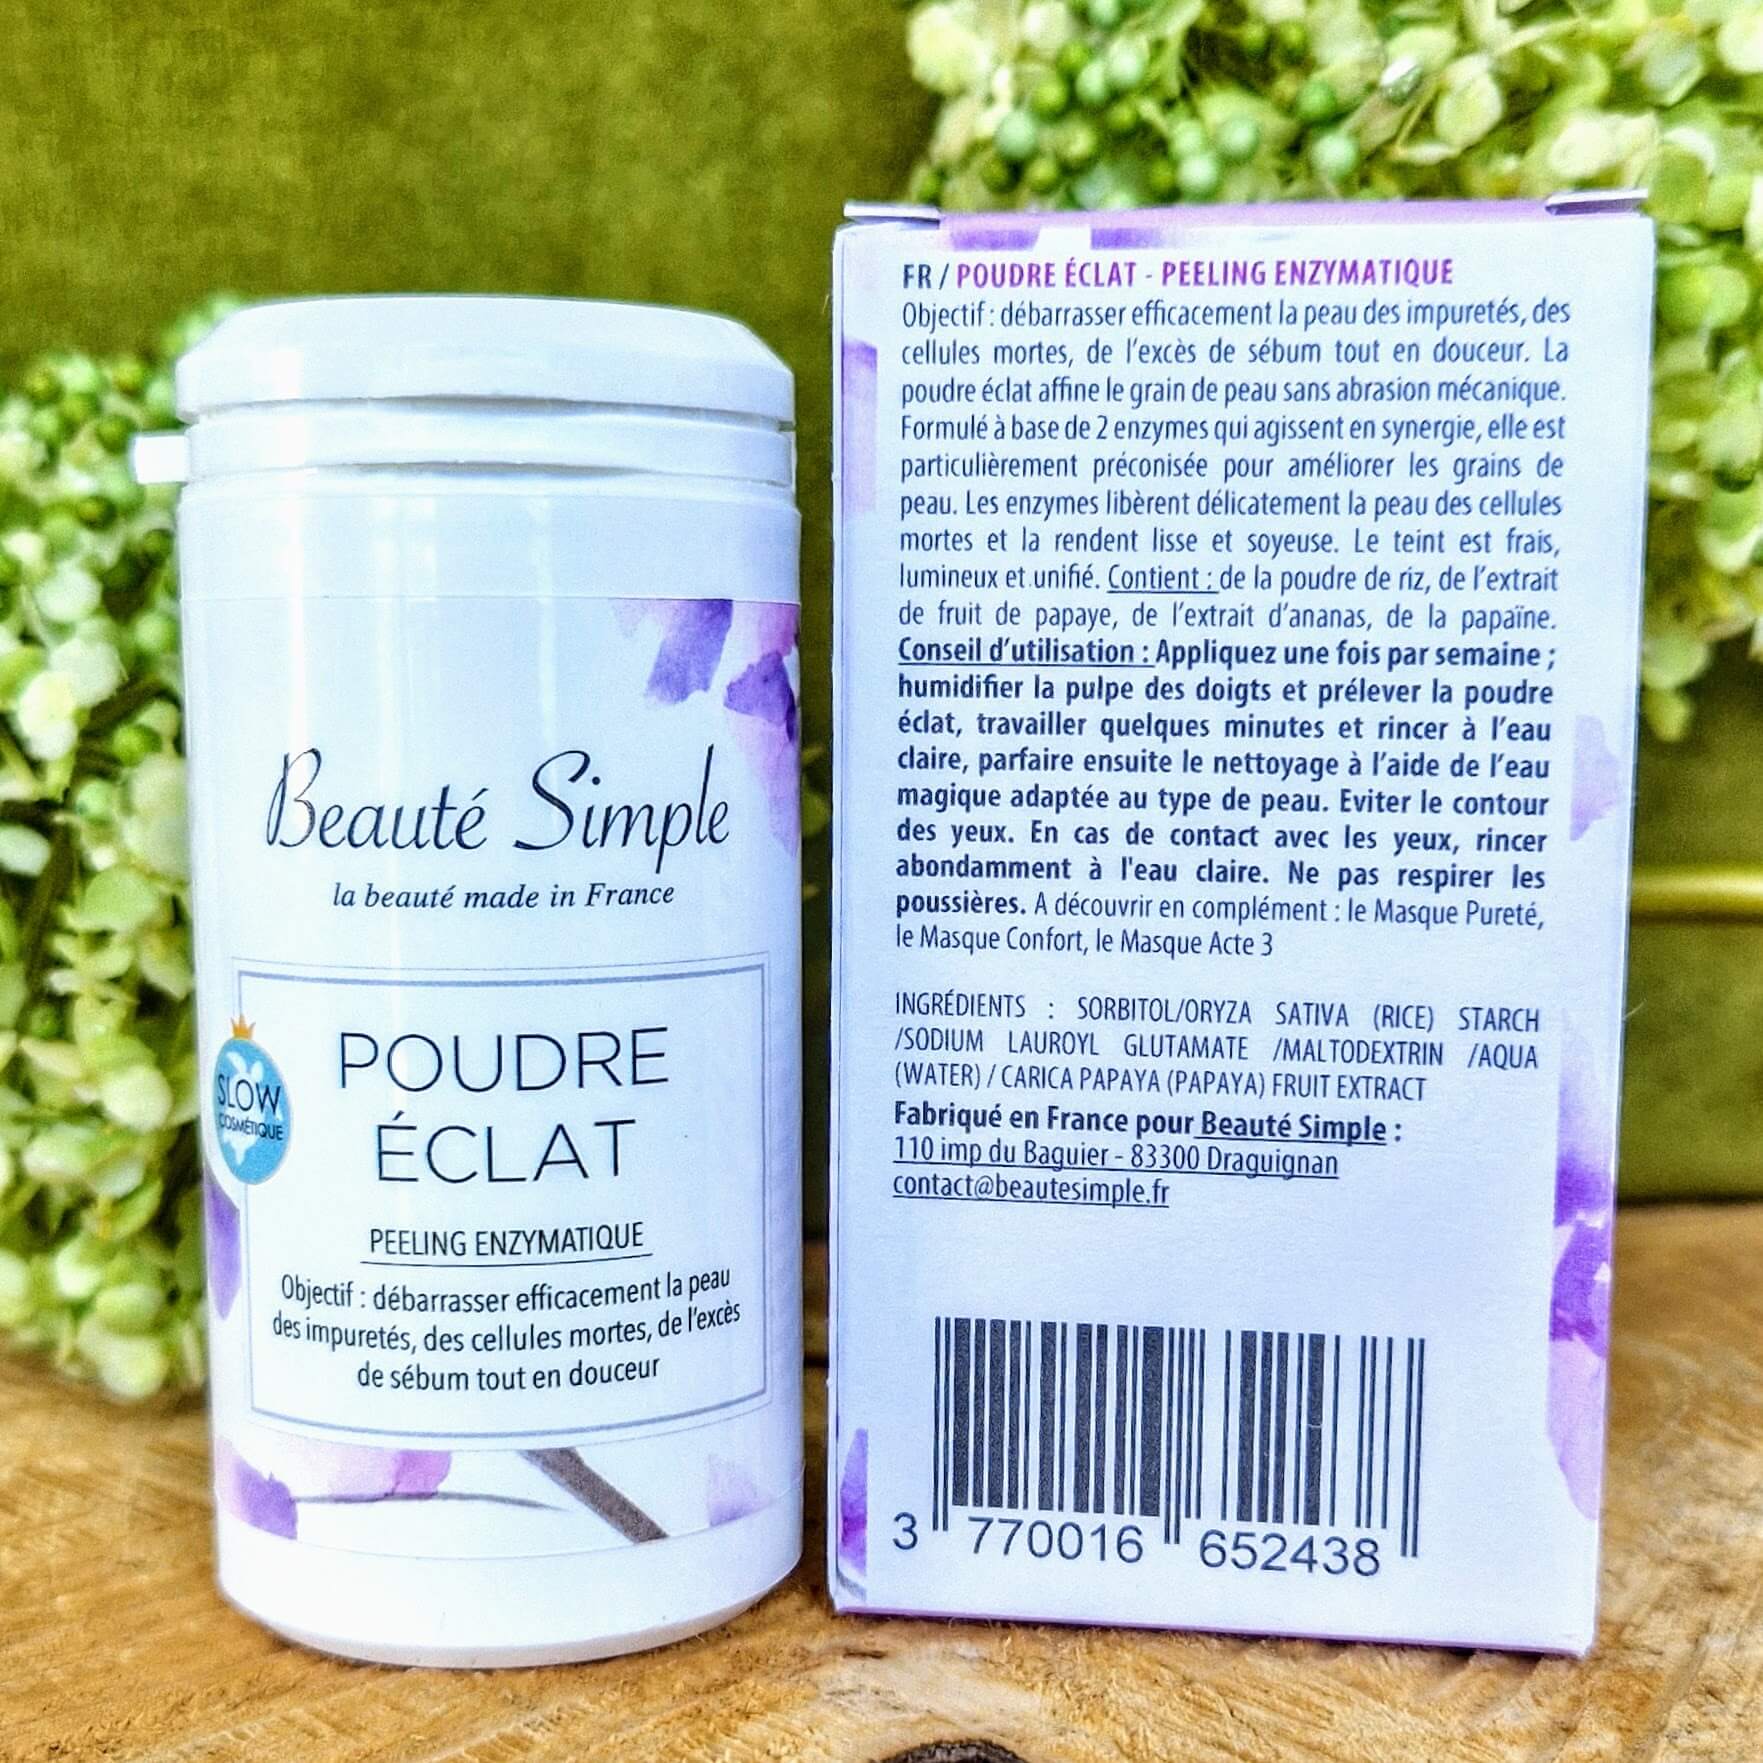 Beauté Simple
la beauté made in France
SLOW
COSMÉTIQUE
POUDRE
ÉCLAT
PEELING ENZYMATIQUE
Objectif : débarrasser efficacement la peau
des impuretés, des cellules mortes, de l'excès
de sébum tout en douceur
FR / POUDRE ÉCLAT - PEELING ENZYMATIQUE
Objectif : débarrasser efficacement la peau des impuretés, des
cellules mortes, de l'excès de sébum tout en douceur. La
poudre éclat affine le grain de peau sans abrasion mécanique.
Formulé à base de 2 enzymes qui agissent en synergie, elle est
particulièrement préconisée pour améliorer les grains de
peau. Les enzymes libèrent délicatement la peau des cellules
mortes et la rendent lisse et soyeuse. Le teint est frais,
lumineux et unifié. Contient : de la poudre de riz, de l'extrait
de fruit de papaye, de l'extrait d'ananas, de la papaïne.
Conseil d'utilisation : Appliquez une fois par semaine ;
humidifier la pulpe des doigts et prélever la poudre
éclat, travailler quelques minutes et rincer à l'eau
claire, parfaire ensuite le nettoyage à l'aide de l'eau
magique adaptée au type de peau. Eviter le contour
des yeux. En cas de contact avec les yeux, rincer
abondamment à l'eau claire. Ne pas respirer les
poussières. A découvrir en complément : le Masque Pureté,
le Masque Confort, le Masque Acte 3
INGRÉDIENTS : SORBITOL/ORYZA SATIVA (RICE) STARCH
/SODIUM LAUROYL GLUTAMATE /MALTODEXTRIN /AQUA
(WATER) / CARICA PAPAYA (PAPAYA) FRUIT EXTRACT
Fabriqué en France pour Beauté Simple :
110 imp du Baguier - 83300 Draguignan
contact@beautesimple.fr
3 770016 652438